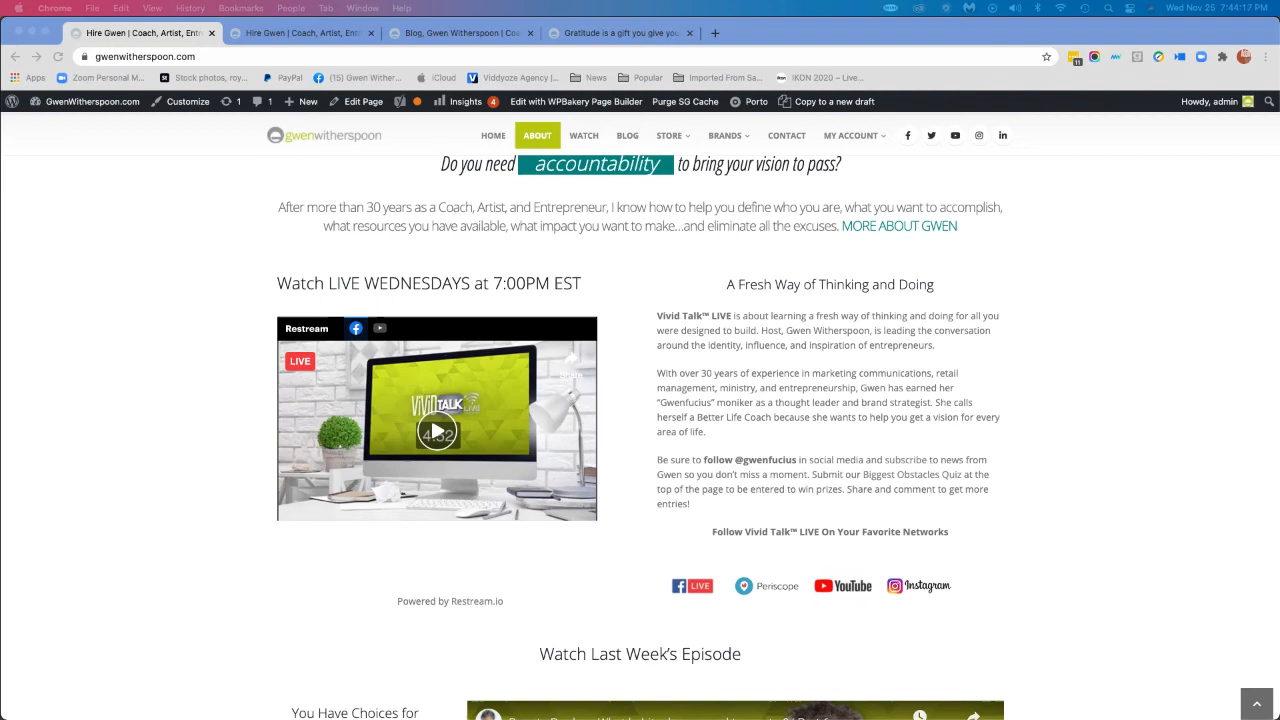 Chrome File Edit View History Bookmarks People Tab Window Help Wed Nov 25 7:44:17 PM
Hire Gwen | Coach, Artist, Entr Hire Gwen | Coach, Artist, Entre Blog, Gwen Witherspoon | Coa Gratitude is a gift you give you
gwenwitherspoon.com 11
Apps Zoom Personal M... Stock photos, roy... PayPal (15) Gwen Wither... iCloud Viddyoze Agency |... News Popular Imported From Sa... IKON 2020 – Live...
GwenWitherspoon.com Customize 1 1 New Edit Page Insights 4 Edit with WPBakery Page Builder Purge SG Cache Porto Copy to a new draft Howdy, admin
gwenwitherspoon HOME ABOUT WATCH BLOG STORE BRANDS CONTACT MY ACCOUNT
Do you need accountability to bring your vision to pass?
After more than 30 years as a Coach, Artist, and Entrepreneur, I know how to help you define who you are, what you want to accomplish,
what resources you have available, what impact you want to make...and eliminate all the excuses. MORE ABOUT GWEN
Watch LIVE WEDNESDAYS at 7:00PM EST
Restream
LIVE
Share
VIVID TALK LIVE
4:32
Powered by Restream.io
A Fresh Way of Thinking and Doing
Vivid Talk™ LIVE is about learning a fresh way of thinking and doing for all you
were designed to build. Host, Gwen Witherspoon, is leading the conversation
around the identity, influence, and inspiration of entrepreneurs.
With over 30 years of experience in marketing communications, retail
management, ministry, and entrepreneurship, Gwen has earned her
“Gwenfucius” moniker as a thought leader and brand strategist. She calls
herself a Better Life Coach because she wants to help you get a vision for every
area of life.
Be sure to follow @gwenfucius in social media and subscribe to news from
Gwen so you don’t miss a moment. Submit our Biggest Obstacles Quiz at the
top of the page to be entered to win prizes. Share and comment to get more
entries!
Follow Vivid Talk™ LIVE On Your Favorite Networks
LIVE Periscope YouTube Instagram
Watch Last Week’s Episode
You Have Choices for